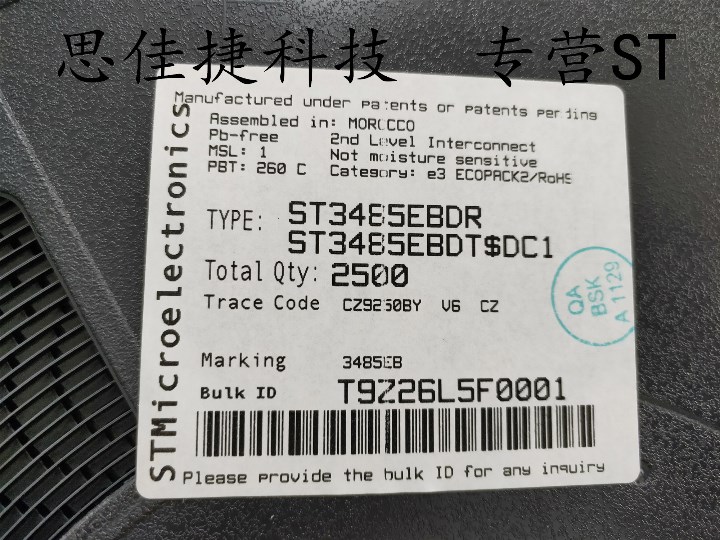 思佳捷科技 专营ST
Manufactured under patents or patents pending
Assembled in: MOROCCO
Pb-free 2nd Level Interconnect
MSL: 1 Not moisture sensitive
PBT: 260 C Category: e3 ECOPACK2/RoHS
TYPE: ST3485EBDR
ST3485EBDT$DC1
Total Qty: 2500
Trace Code CZ9250BY V6 CZ
Marking 3485EB
Bulk ID T9Z26L5F0001
Please provide the bulk ID for any inquiry
STMicroelectronics
QA
BSK
A 1129